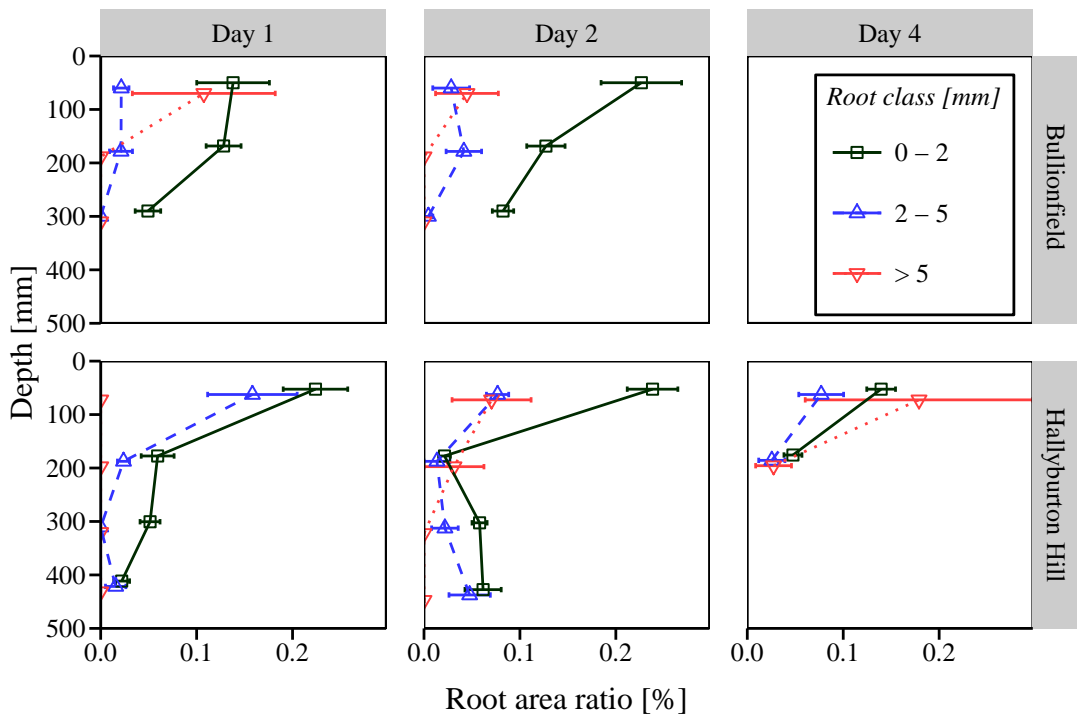 Day 1
Day 2
Day 4
0
100
200
300
400
500
Root class [mm]
0 – 2
2 – 5
> 5
Bullionfield
Depth [mm]
0
100
200
300
400
500
Hallyburton Hill
0.0
0.1
0.2
0.0
0.1
0.2
0.0
0.1
0.2
Root area ratio [%]